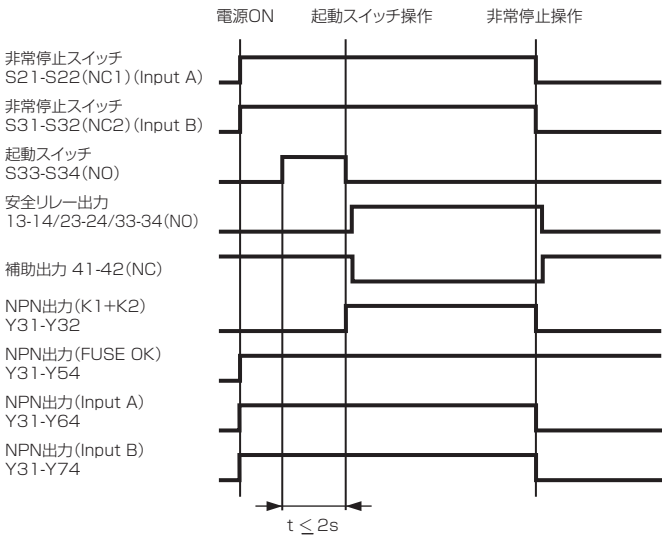 電源ON 起動スイッチ操作 非常停止操作
非常停止スイッチ
S21-S22(NC1)(Input A)
非常停止スイッチ
S31-S32(NC2)(Input B)
起動スイッチ
S33-S34(NO)
安全リレー出力
13-14/23-24/33-34(NO)
補助出力 41-42(NC)
NPN出力(K1+K2)
Y31-Y32
NPN出力(FUSE OK)
Y31-Y54
NPN出力(Input A)
Y31-Y64
NPN出力(Input B)
Y31-Y74
t ≤ 2s